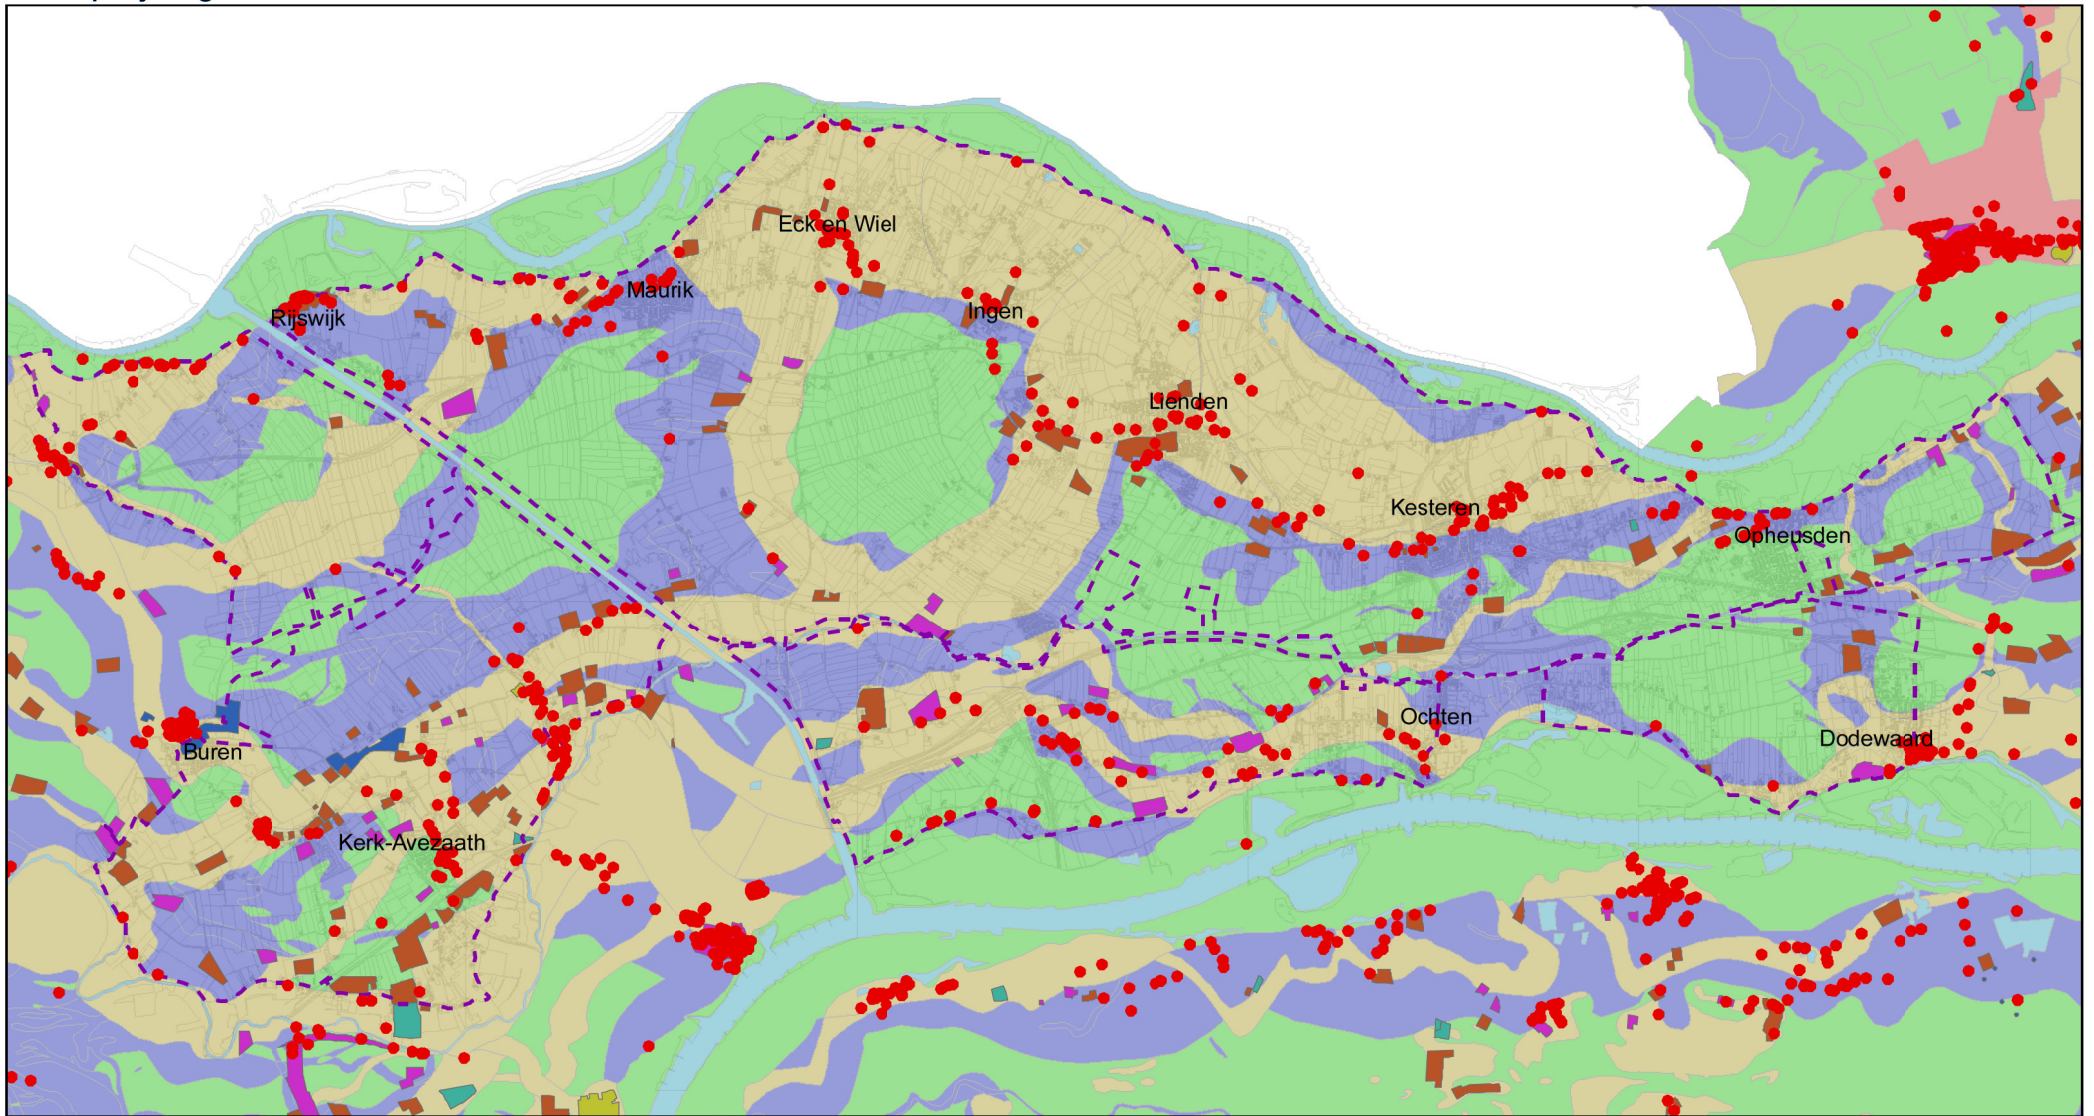 Eck en Wiel
Maurik
Rijswijk
Ingen
Lienden
Kesteren
Opheusden
Ochten
Buren
Dodewaard
Kerk-Avezaath